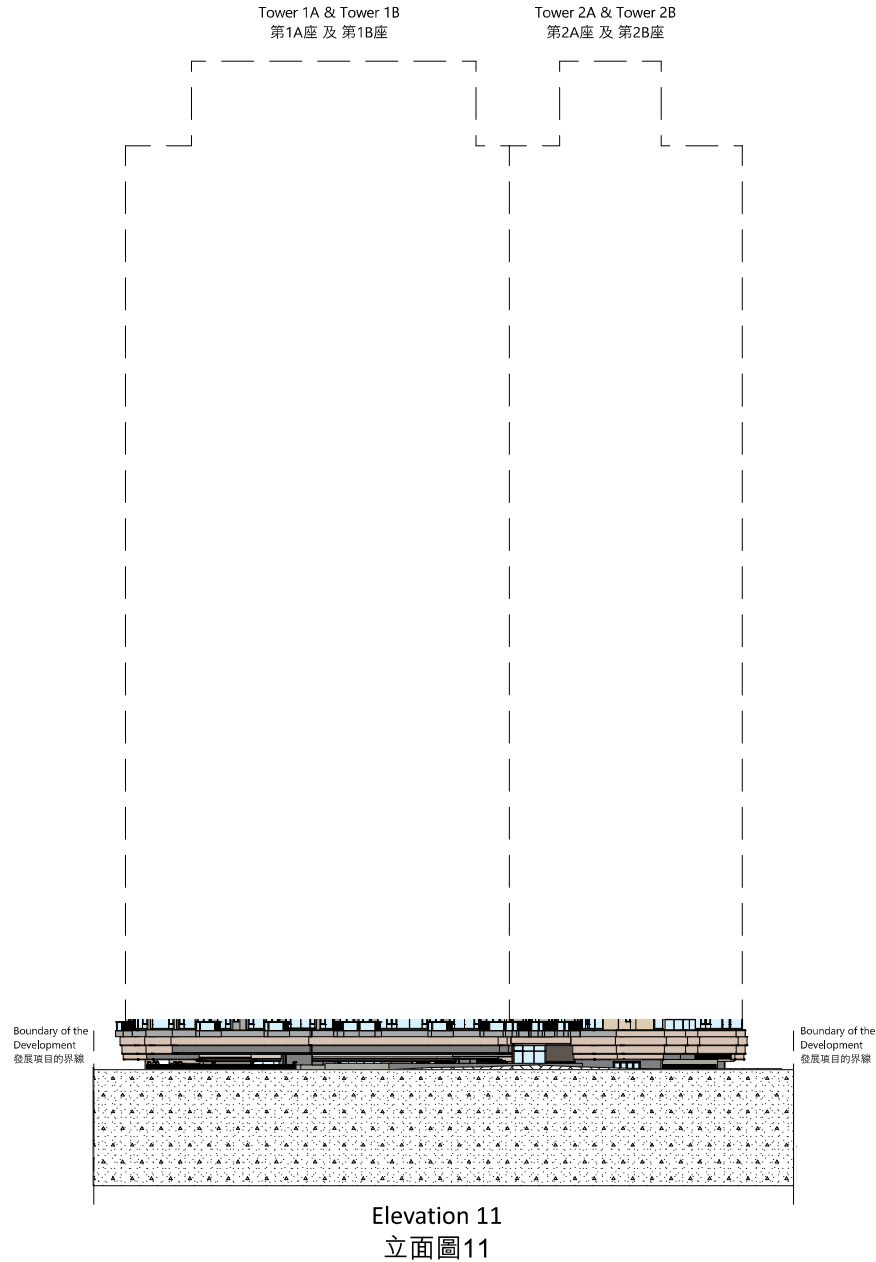 Tower 1A & Tower 1B
第1A座 及 第1B座
Tower 2A & Tower 2B
第2A座 及 第2B座
Boundary of the
Development
發展項目的界線
Boundary of the
Development
發展項目的界線
Elevation 11
立面圖11